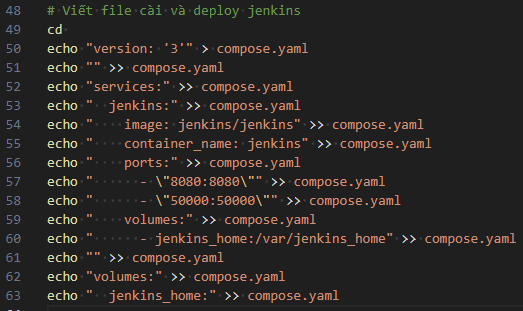 48 # Viết file cài và deploy jenkins
49 cd
50 echo "version: '3'" > compose.yaml
51 echo "" >> compose.yaml
52 echo "services:" >> compose.yaml
53 echo "  jenkins:" >> compose.yaml
54 echo "    image: jenkins/jenkins" >> compose.yaml
55 echo "    container_name: jenkins" >> compose.yaml
56 echo "    ports:" >> compose.yaml
57 echo "      - \"8080:8080\"" >> compose.yaml
58 echo "      - \"50000:50000\"" >> compose.yaml
59 echo "    volumes:" >> compose.yaml
60 echo "      - jenkins_home:/var/jenkins_home" >> compose.yaml
61 echo "" >> compose.yaml
62 echo "volumes:" >> compose.yaml
63 echo "  jenkins_home:" >> compose.yaml